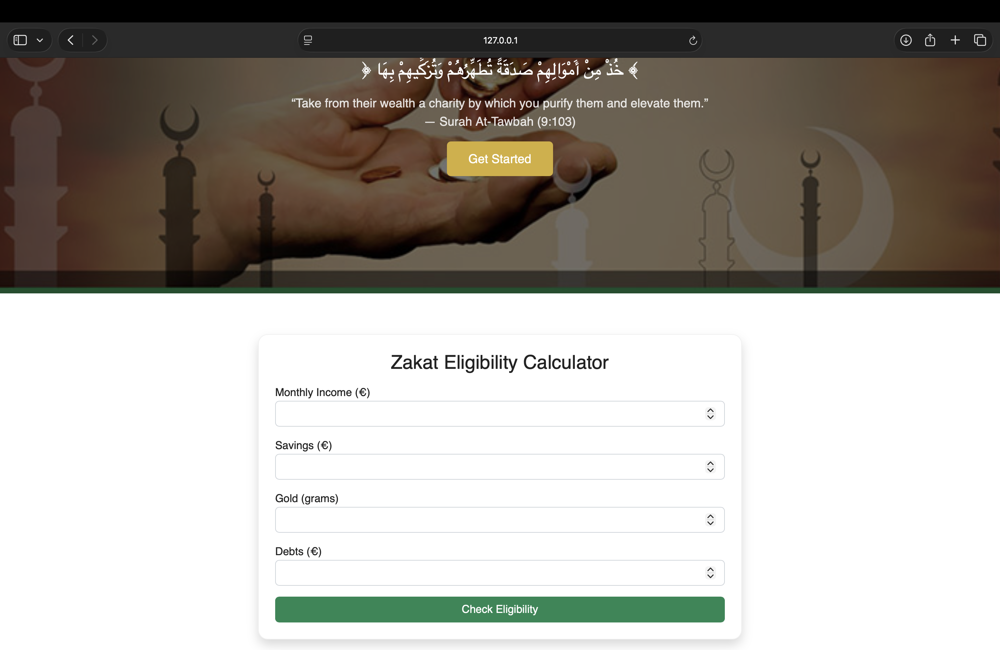 127.0.0.1
﴿ خُذْ مِنْ أَمْوَالِهِمْ صَدَقَةً تُطَهِّرُهُمْ وَتُزَكِّيهِمْ بِهَا ﴾
“Take from their wealth a charity by which you purify them and elevate them.”
— Surah At-Tawbah (9:103)
Get Started
Zakat Eligibility Calculator
Monthly Income (€)
Savings (€)
Gold (grams)
Debts (€)
Check Eligibility